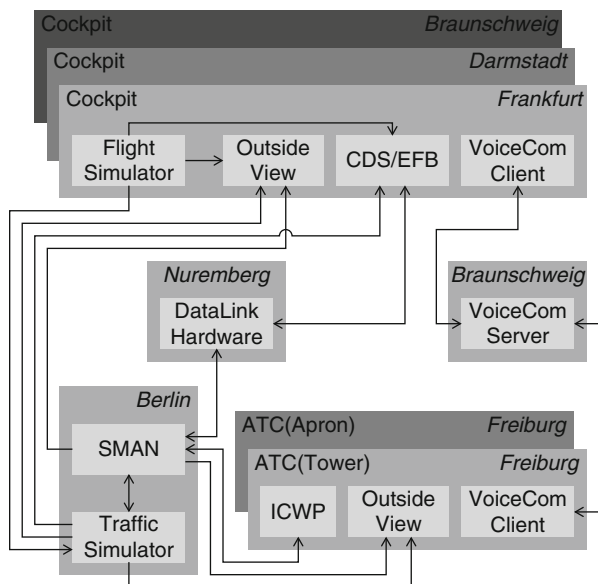 Cockpit Braunschweig
Cockpit Darmstadt
Cockpit Frankfurt
Flight
Simulator
Outside
View
CDS/EFB
VoiceCom
Client
Nuremberg
DataLink
Hardware
Braunschweig
VoiceCom
Server
Berlin
SMAN
Traffic
Simulator
ATC(Apron) Freiburg
ATC(Tower) Freiburg
ICWP
Outside
View
VoiceCom
Client